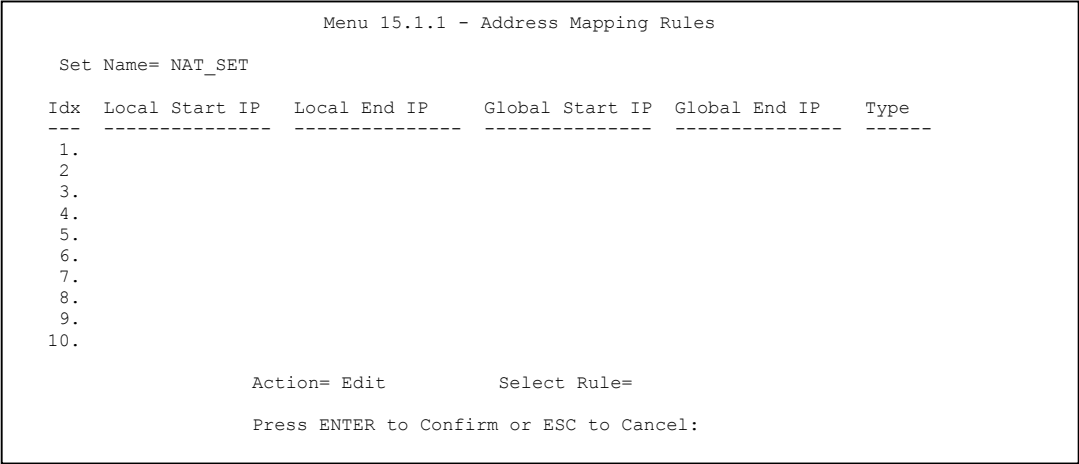 Menu 15.1.1 - Address Mapping Rules
Set Name= NAT_SET
Idx  Local Start IP   Local End IP     Global Start IP  Global End IP    Type
---  ---------------  ---------------  ---------------  ---------------  ------
1.
2
3.
4.
5.
6.
7.
8.
9.
10.
Action= Edit          Select Rule=
Press ENTER to Confirm or ESC to Cancel: